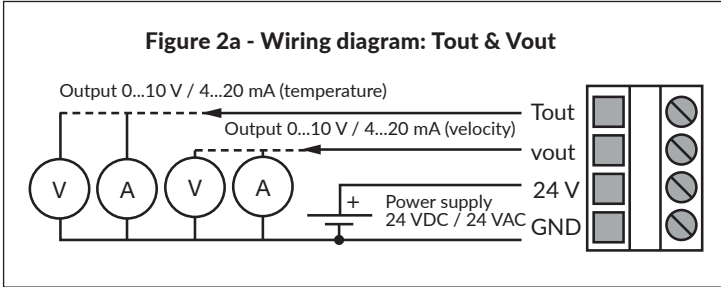 Figure 2a - Wiring diagram: Tout & Vout
Output 0...10 V / 4...20 mA (temperature)
Tout
Output 0...10 V / 4...20 mA (velocity)
vout
V
A
V
A
24 V
+
Power supply
24 VDC / 24 VAC
GND